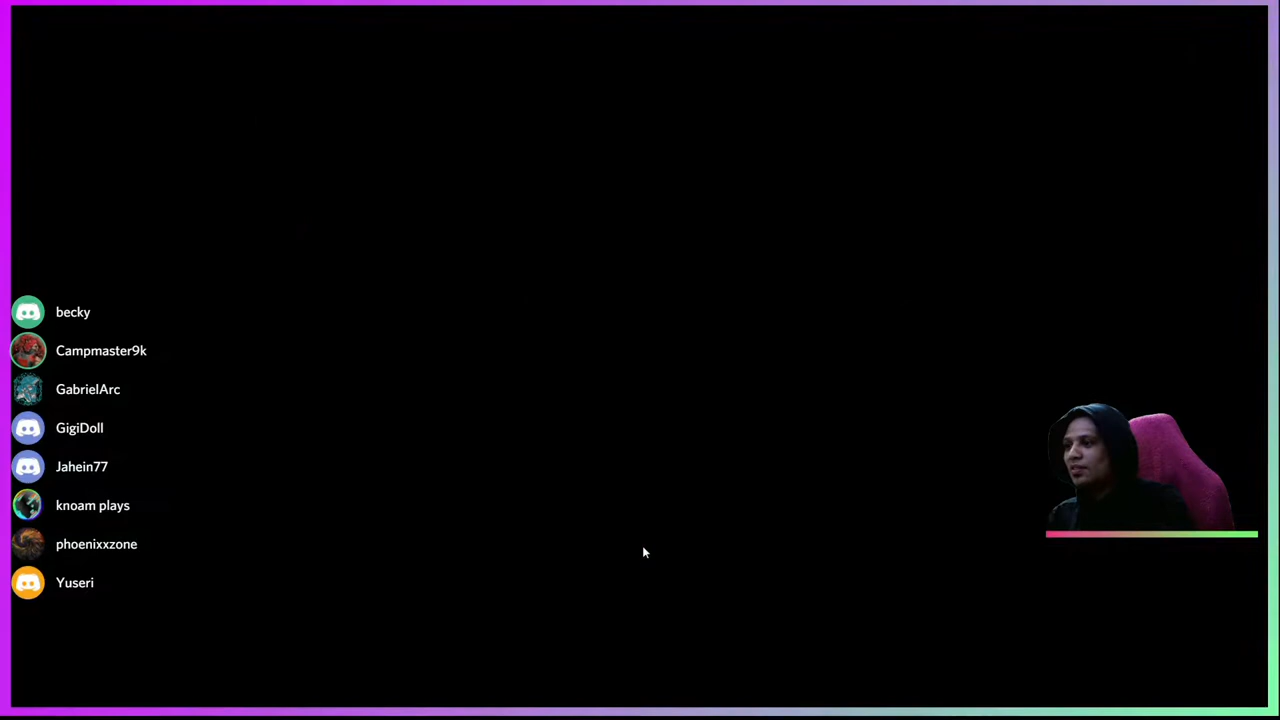 becky
Campmaster9k
GabrielArc
GigiDoll
Jahein77
knoam plays
phoenixxzone
Yuseri